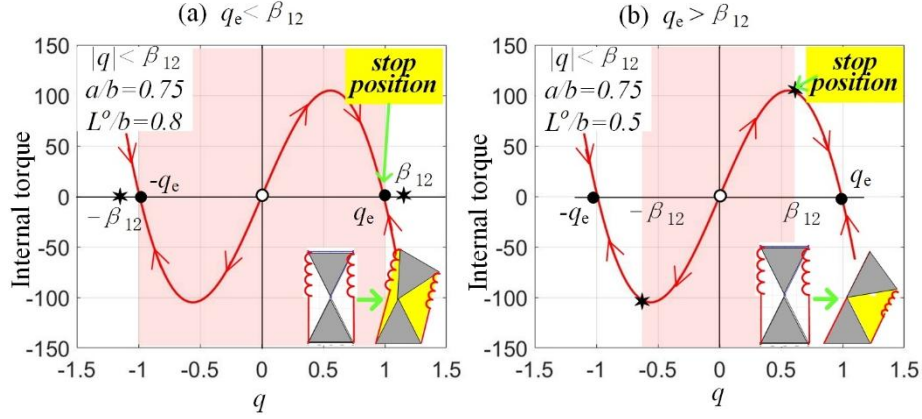 (a) qₑ < β₁₂
150
100
50
0
-50
-100
-150
Internal torque
|q| < β₁₂
a/b=0.75
Lᵒ/b=0.8
stop
position
-qₑ
β₁₂
-β₁₂
qₑ
-1.5 -1 -0.5 0 0.5 1 1.5
q
(b) qₑ > β₁₂
150
100
50
0
-50
-100
-150
Internal torque
|q| < β₁₂
a/b=0.75
Lᵒ/b=0.5
stop
position
qₑ
-qₑ
-β₁₂
β₁₂
-1.5 -1 -0.5 0 0.5 1 1.5
q